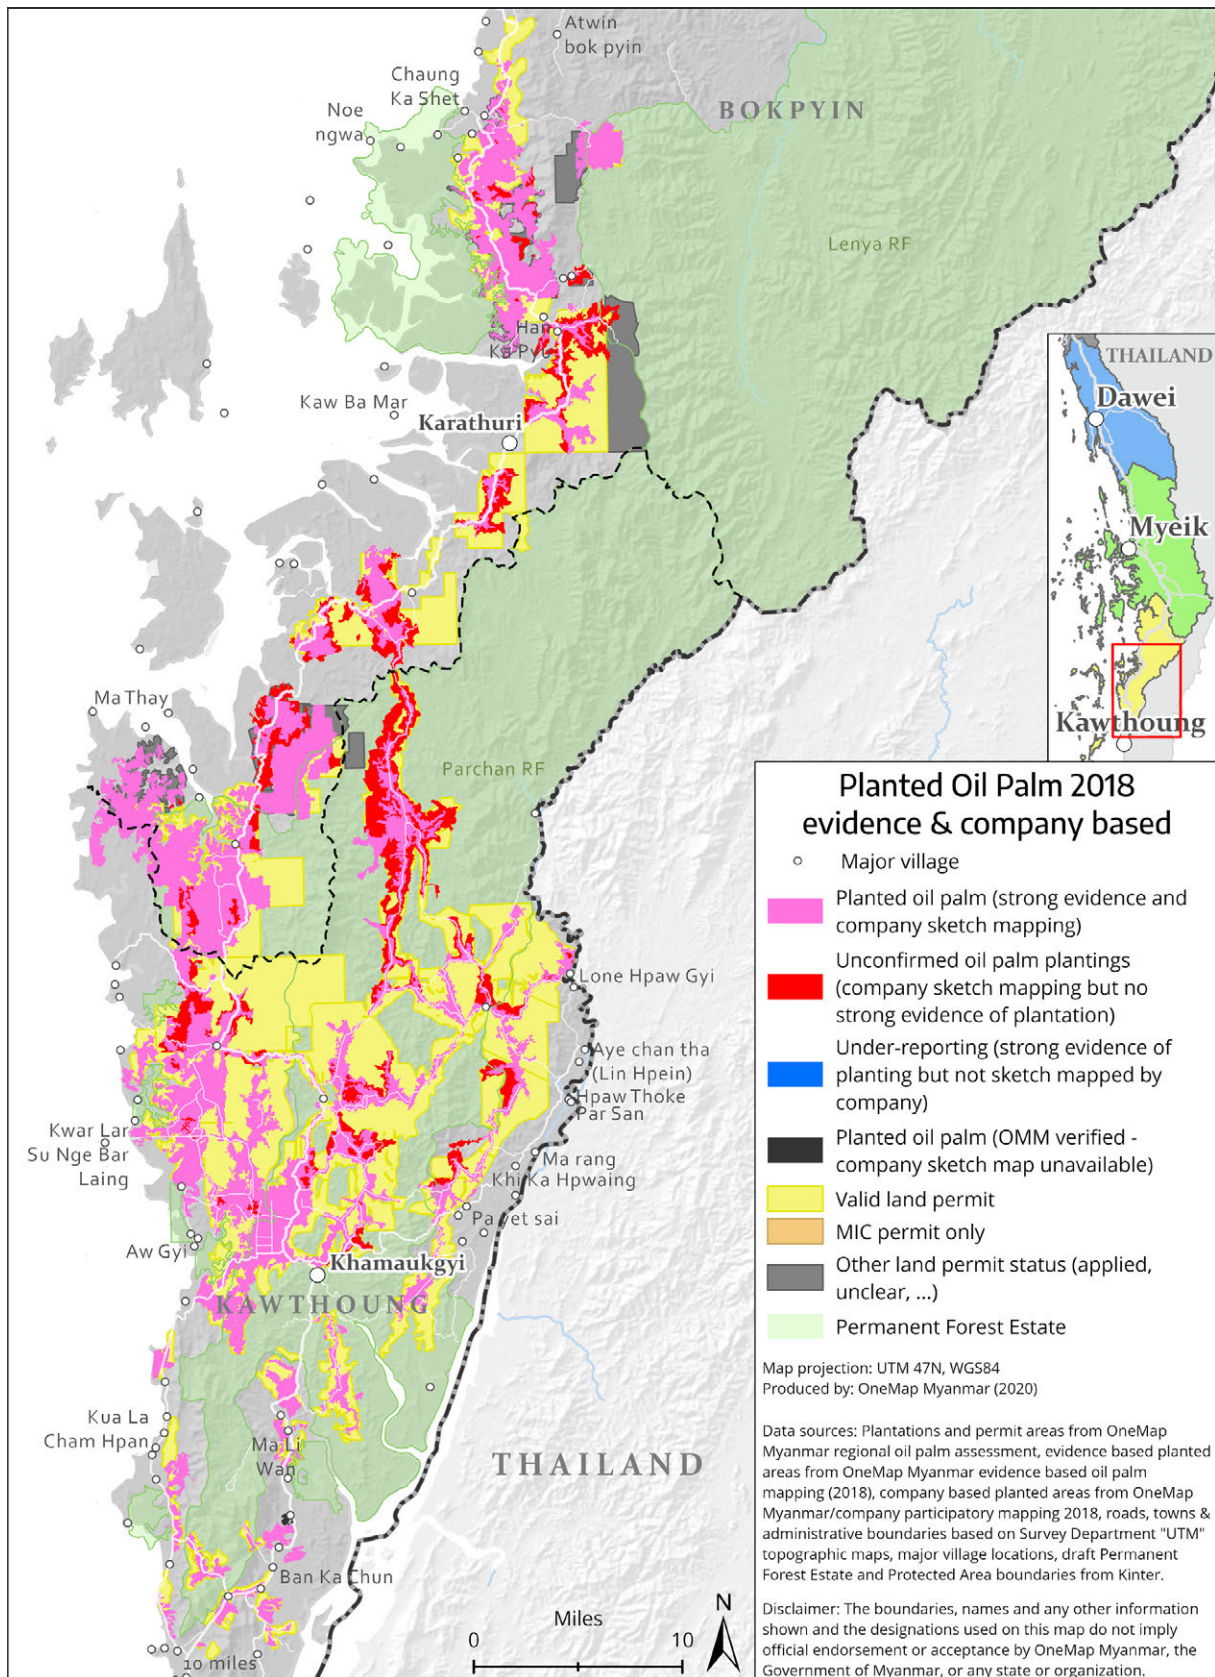 Atwin
bok pyin
Chaung
Ka Shet
BOKPYIN
Noe
ngwa
Lenya RF
Han
Ka Pyu
THAILAND
Dawei
Kaw Ba Mar
Karathuri
Myeik
Kawthoung
Ma Thay
Parchan RF
Lone Hpaw Gyi
Aye chan tha
(Lin Hpein)
Hpaw Thoke
Par San
Kwar Lar
Su Nge Bar
Laing
Ma rang
Khi Ka Hpwaing
Pa yet sai
Aw Gyi
Khamaukgyi
KAWTHOUNG
Kua La
Cham Hpan
Ma Li
Wan
THAILAND
Ban Ka Chun
10 miles
Miles
0 10
N
Planted Oil Palm 2018
evidence & company based
Major village
Planted oil palm (strong evidence and
company sketch mapping)
Unconfirmed oil palm plantings
(company sketch mapping but no
strong evidence of plantation)
Under-reporting (strong evidence of
planting but not sketch mapped by
company)
Planted oil palm (OMM verified -
company sketch map unavailable)
Valid land permit
MIC permit only
Other land permit status (applied,
unclear, ...)
Permanent Forest Estate
Map projection: UTM 47N, WGS84
Produced by: OneMap Myanmar (2020)
Data sources: Plantations and permit areas from OneMap
Myanmar regional oil palm assessment, evidence based planted
areas from OneMap Myanmar evidence based oil palm
mapping (2018), company based planted areas from OneMap
Myanmar/company participatory mapping 2018, roads, towns &
administrative boundaries based on Survey Department "UTM"
topographic maps, major village locations, draft Permanent
Forest Estate and Protected Area boundaries from Kinter.
Disclaimer: The boundaries, names and any other information
shown and the designations used on this map do not imply
official endorsement or acceptance by OneMap Myanmar, the
Government of Myanmar, or any state or organization.